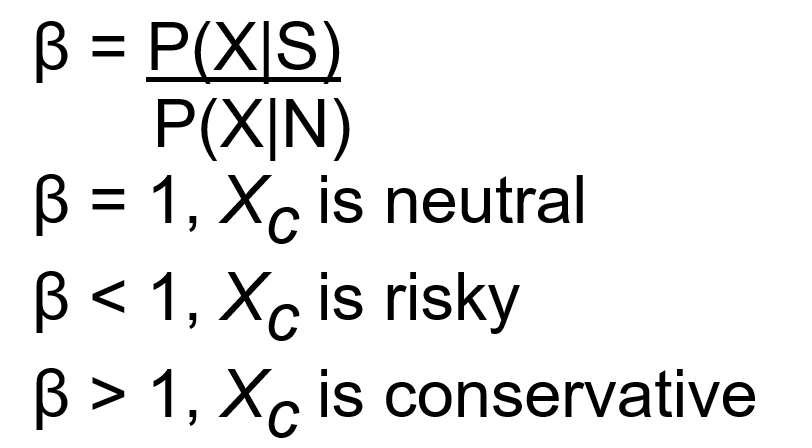 β = P(X|S)
P(X|N)
β = 1, Xc is neutral
β < 1, Xc is risky
β > 1, Xc is conservative